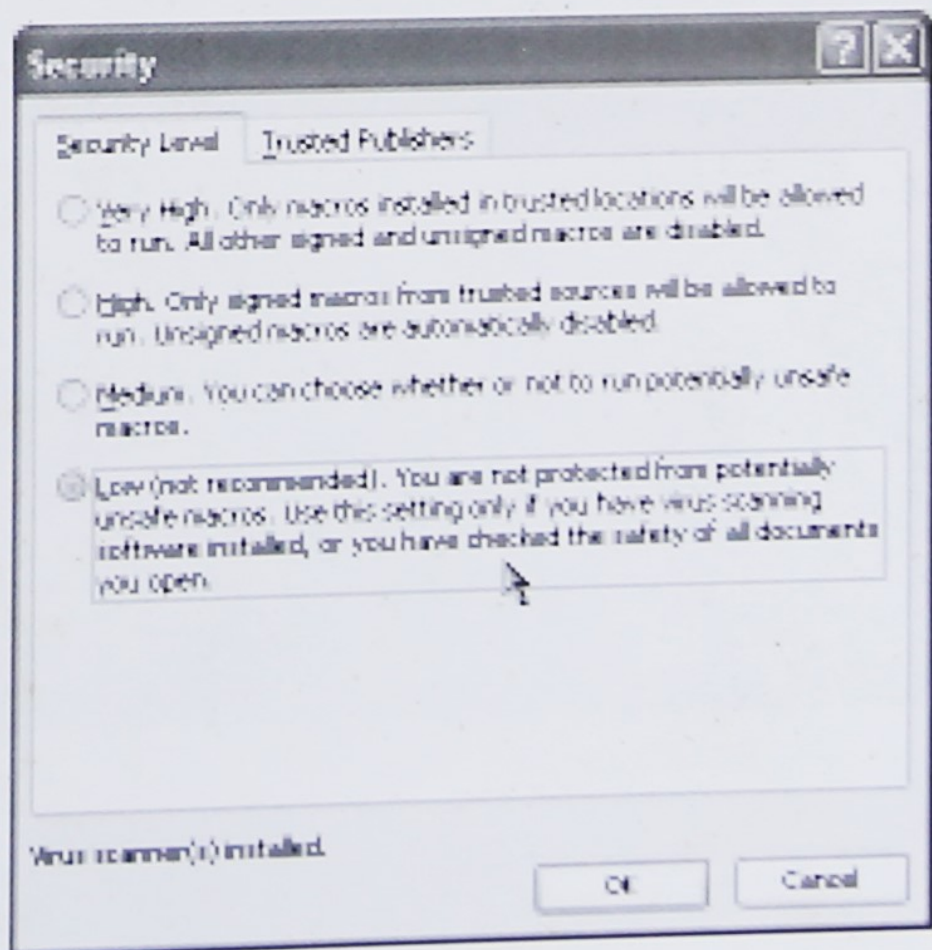 Security
Security Level Trusted Publishers
Very High. Only macros installed in trusted locations will be allowed
to run. All other signed and unsigned macros are disabled.
High. Only signed macros from trusted sources will be allowed to
run. Unsigned macros are automatically disabled.
Medium. You can choose whether or not to run potentially unsafe
macros.
Low (not recommended). You are not protected from potentially
unsafe macros. Use this setting only if you have virus scanning
software installed, or you have checked the safety of all documents
you open.
Virus scanner(s) installed.
OK Cancel